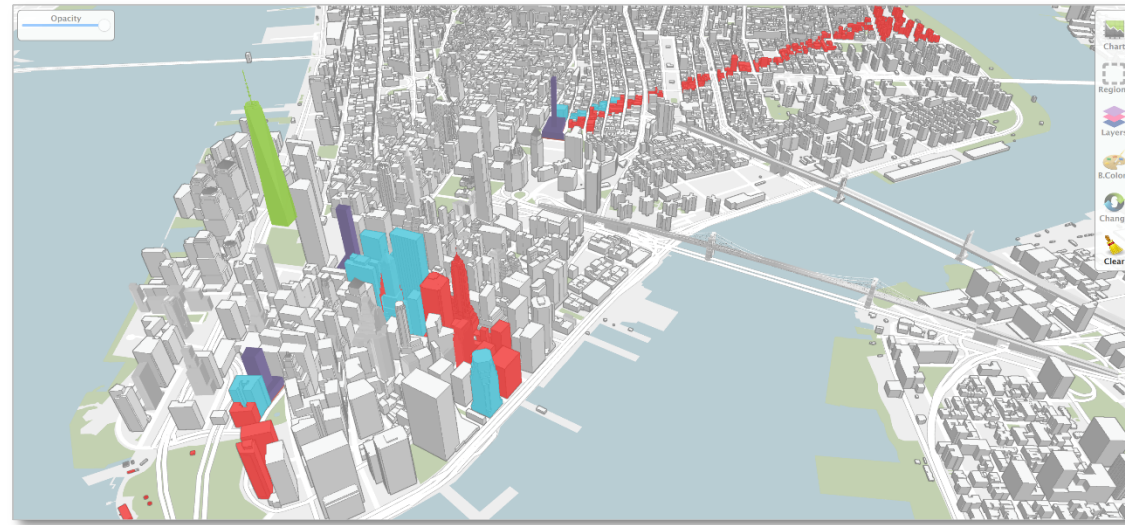 Opacity
Chart
Region
Layers
B.Color
Chang
Clear